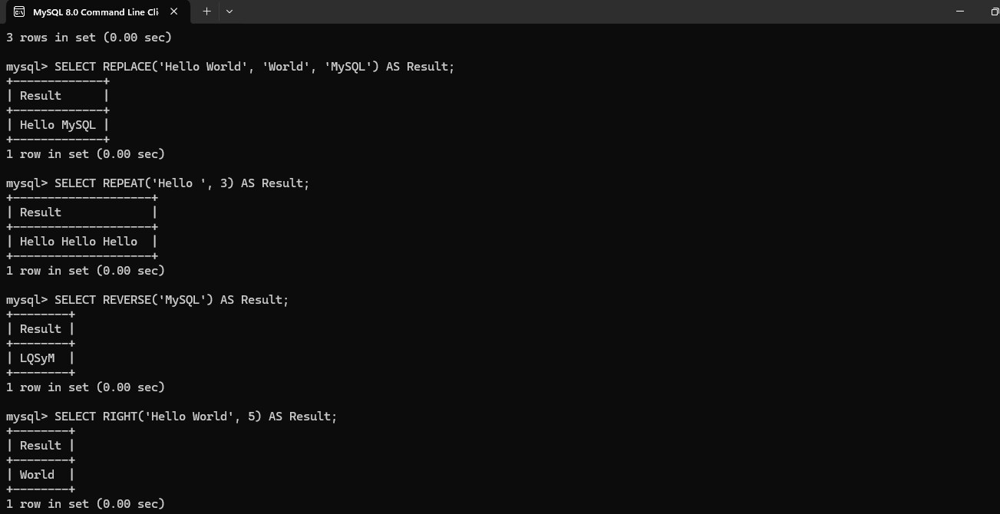 MySQL 8.0 Command Line Cli
3 rows in set (0.00 sec)
mysql> SELECT REPLACE('Hello World', 'World', 'MySQL') AS Result;
+-------------+
| Result      |
+-------------+
| Hello MySQL |
+-------------+
1 row in set (0.00 sec)
mysql> SELECT REPEAT('Hello ', 3) AS Result;
+--------------------+
| Result             |
+--------------------+
| Hello Hello Hello  |
+--------------------+
1 row in set (0.00 sec)
mysql> SELECT REVERSE('MySQL') AS Result;
+--------+
| Result |
+--------+
| LQSyM  |
+--------+
1 row in set (0.00 sec)
mysql> SELECT RIGHT('Hello World', 5) AS Result;
+--------+
| Result |
+--------+
| World  |
+--------+
1 row in set (0.00 sec)